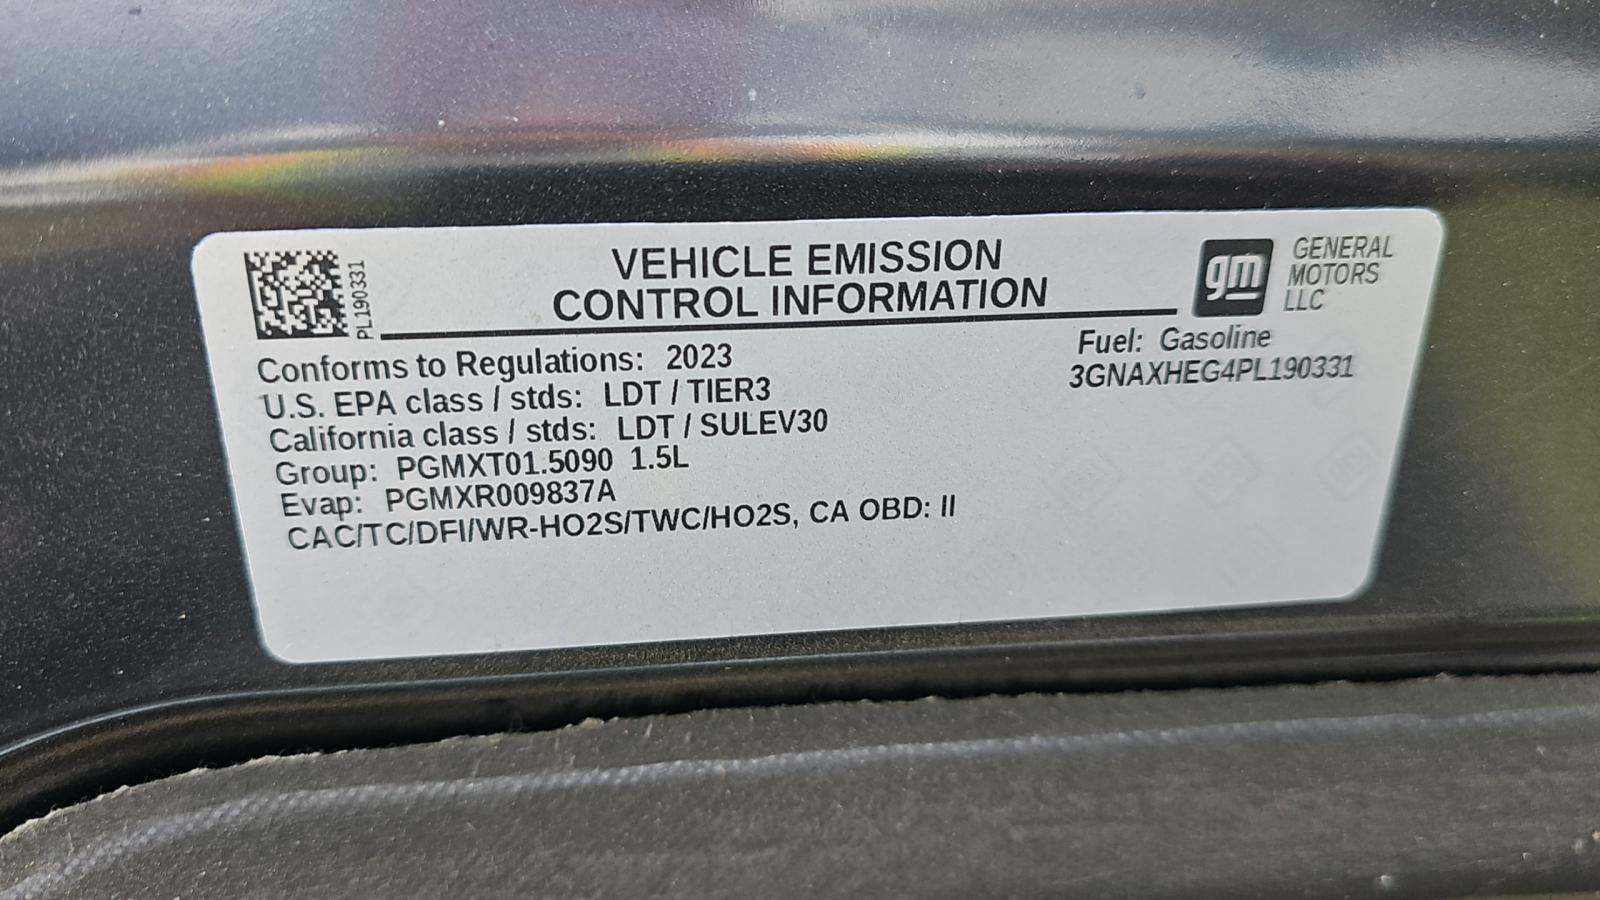 PL190331
VEHICLE EMISSION
CONTROL INFORMATION
gm
GENERAL
MOTORS
LLC
Conforms to Regulations: 2023
U.S. EPA class / stds: LDT / TIER3
California class / stds: LDT / SULEV30
Group: PGMXT01.5090 1.5L
Evap: PGMXR009837A
CAC/TC/DFI/WR-HO2S/TWC/HO2S, CA OBD: II
Fuel: Gasoline
3GNAXHEG4PL190331